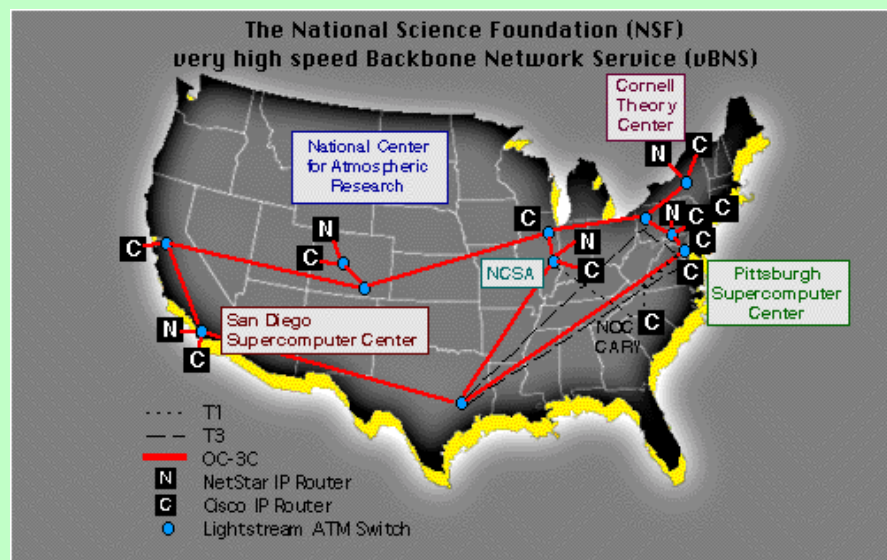 The National Science Foundation (NSF)
very high speed Backbone Network Service (vBNS)
Cornell
Theory
Center
National Center
for Atmospheric
Research
N
C
N
C
N
C
C
C
C
N
N
C
C
C
NCSA
C
Pittsburgh
Supercomputer
Center
San Diego
Supercomputer Center
N
C
NOC
CARY
C
T1
T3
OC-3C
N NetStar IP Router
C Cisco IP Router
Lightstream ATM Switch